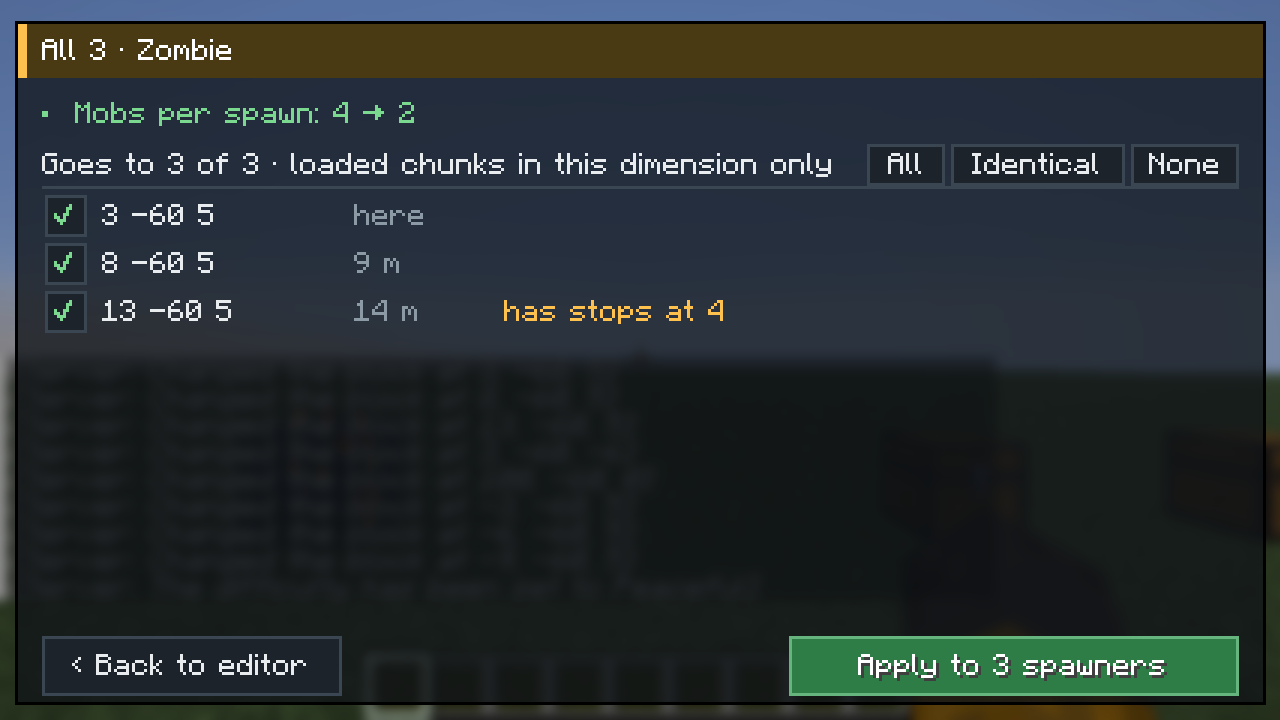 All 3 · Zombie
▪ Mobs per spawn: 4 → 2
Goes to 3 of 3 · loaded chunks in this dimension only All Identical None
✓ 3 -60 5 here
✓ 8 -60 5 9 m
✓ 13 -60 5 14 m has stops at 4
< Back to editor Apply to 3 spawners